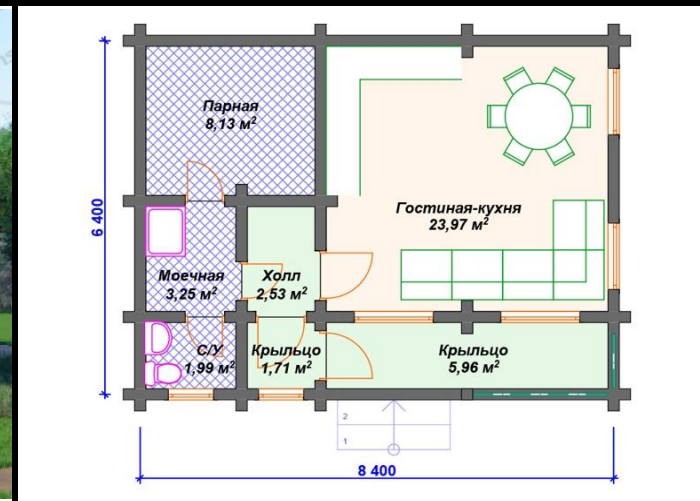 Парная
8,13 м²
Гостиная-кухня
23,97 м²
6 400
Моечная
3,25 м²
Холл
2,53 м²
С/У
1,99 м²
Крыльцо
1,71 м²
Крыльцо
5,96 м²
2
1
8 400